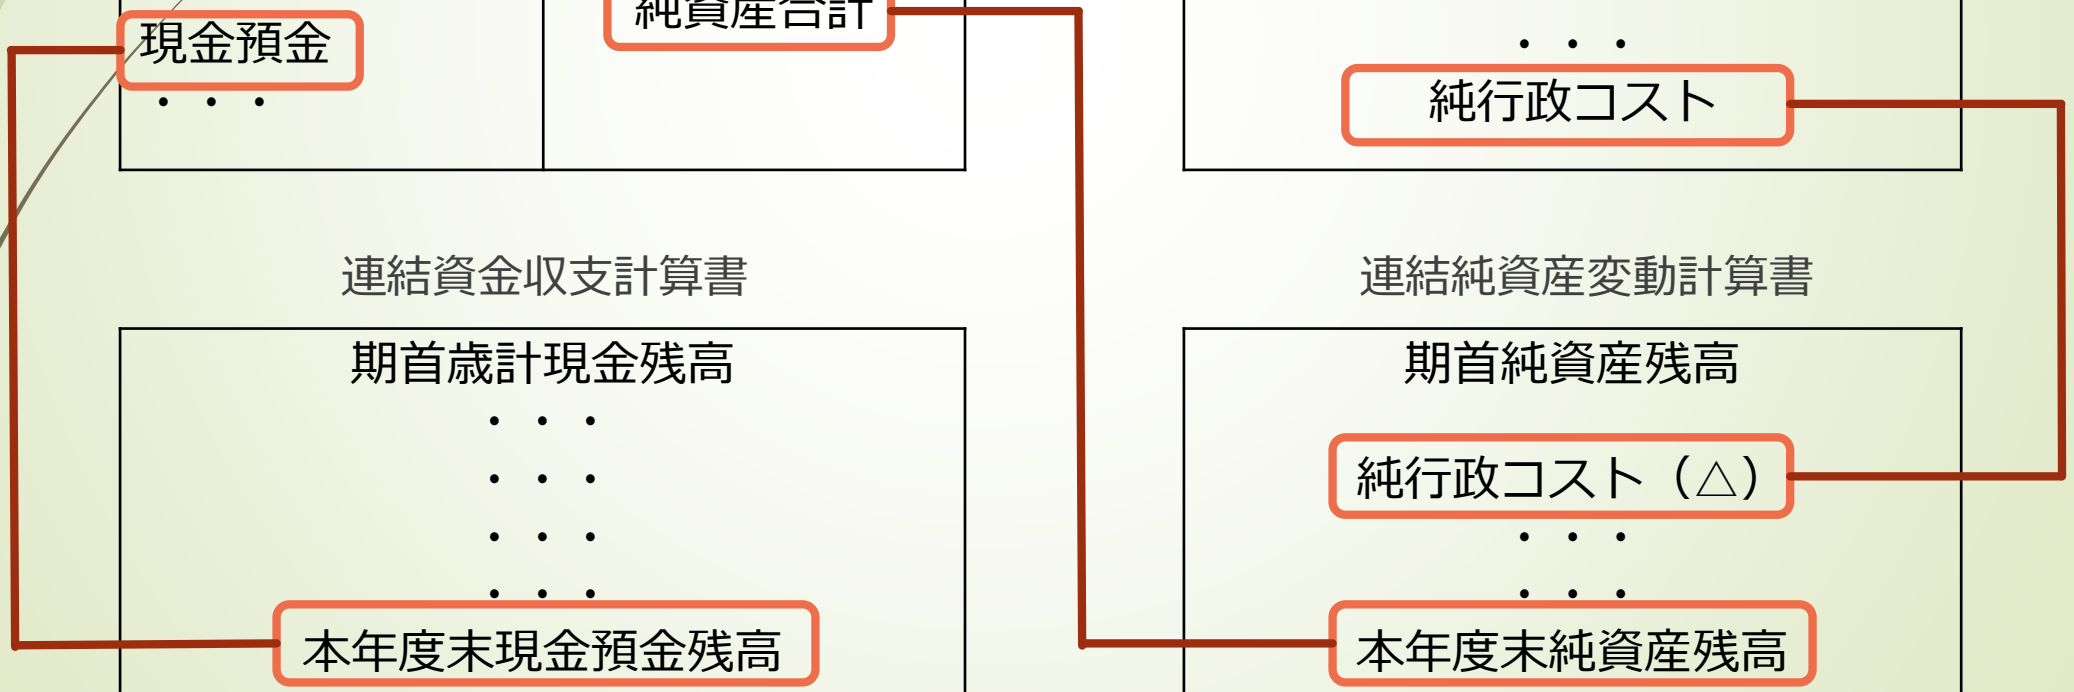 現金預金
・・・
純資産合計
・・・
純行政コスト
連結資金収支計算書
期首歳計現金残高
・・・
・・・
・・・
・・・
本年度末現金預金残高
連結純資産変動計算書
期首純資産残高
純行政コスト（△）
・・・
・・・
本年度末純資産残高